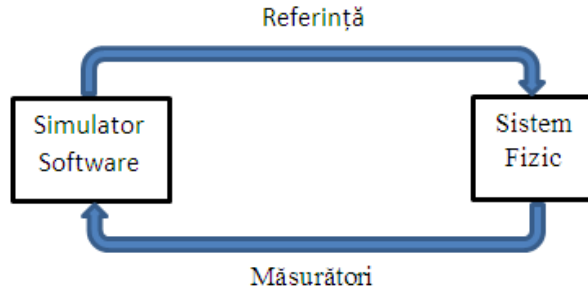 Referință
Simulator
Software
Sistem
Fizic
Măsurători